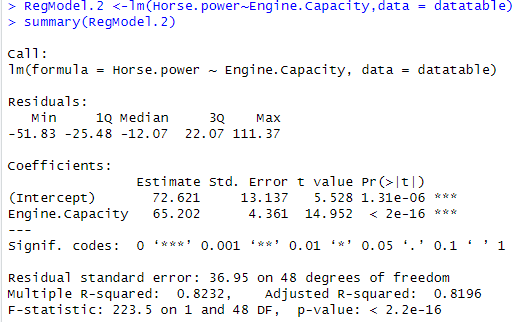 > RegModel.2 <-lm(Horse.power~Engine.Capacity,data = datatable)
> summary(RegModel.2)
Call:
lm(formula = Horse.power ~ Engine.Capacity, data = datatable)
Residuals:
   Min     1Q Median     3Q    Max
-51.83 -25.48 -12.07  22.07 111.37
Coefficients:
                Estimate Std. Error t value Pr(>|t|)
(Intercept)       72.621     13.137   5.528 1.31e-06 ***
Engine.Capacity   65.202      4.361  14.952  < 2e-16 ***
---
Signif. codes:  0 ‘***’ 0.001 ‘**’ 0.01 ‘*’ 0.05 ‘.’ 0.1 ‘ ’ 1
Residual standard error: 36.95 on 48 degrees of freedom
Multiple R-squared:  0.8232,    Adjusted R-squared:  0.8196
F-statistic: 223.5 on 1 and 48 DF,  p-value: < 2.2e-16